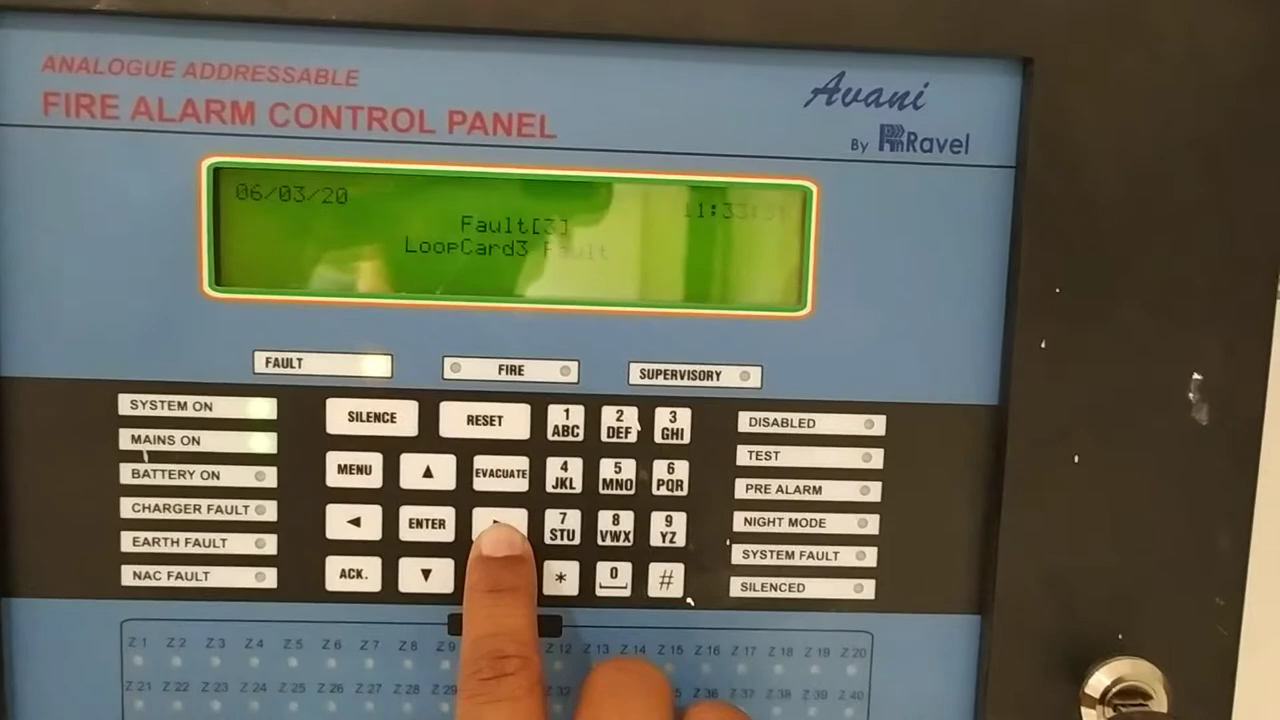 ANALOGUE ADDRESSABLE
FIRE ALARM CONTROL PANEL
Avani
By Ravel
06/03/20
Fault[3]
LoopCard3 Fault
FAULT
FIRE
SUPERVISORY
SYSTEM ON
MAINS ON
BATTERY ON
CHARGER FAULT
EARTH FAULT
NAC FAULT
SILENCE
RESET
1 ABC
2 DEF
3 GHI
MENU
▲
EVACUATE
4 JKL
5 MNO
6 PQR
◄
ENTER
7 STU
8 VWX
9 YZ
ACK.
▼
*
0
#
DISABLED
TEST
PRE ALARM
NIGHT MODE
SYSTEM FAULT
SILENCED
Z 1 Z 2 Z 3 Z 4 Z 5 Z 6 Z 7 Z 8 Z 9 Z 12 Z 13 Z 14 Z 15 Z 16 Z 17 Z 18 Z 19 Z 20
Z 21 Z 22 Z 23 Z 24 Z 25 Z 26 Z 27 Z 28 Z 29 Z 36 Z 37 Z 38 Z 39 Z 40